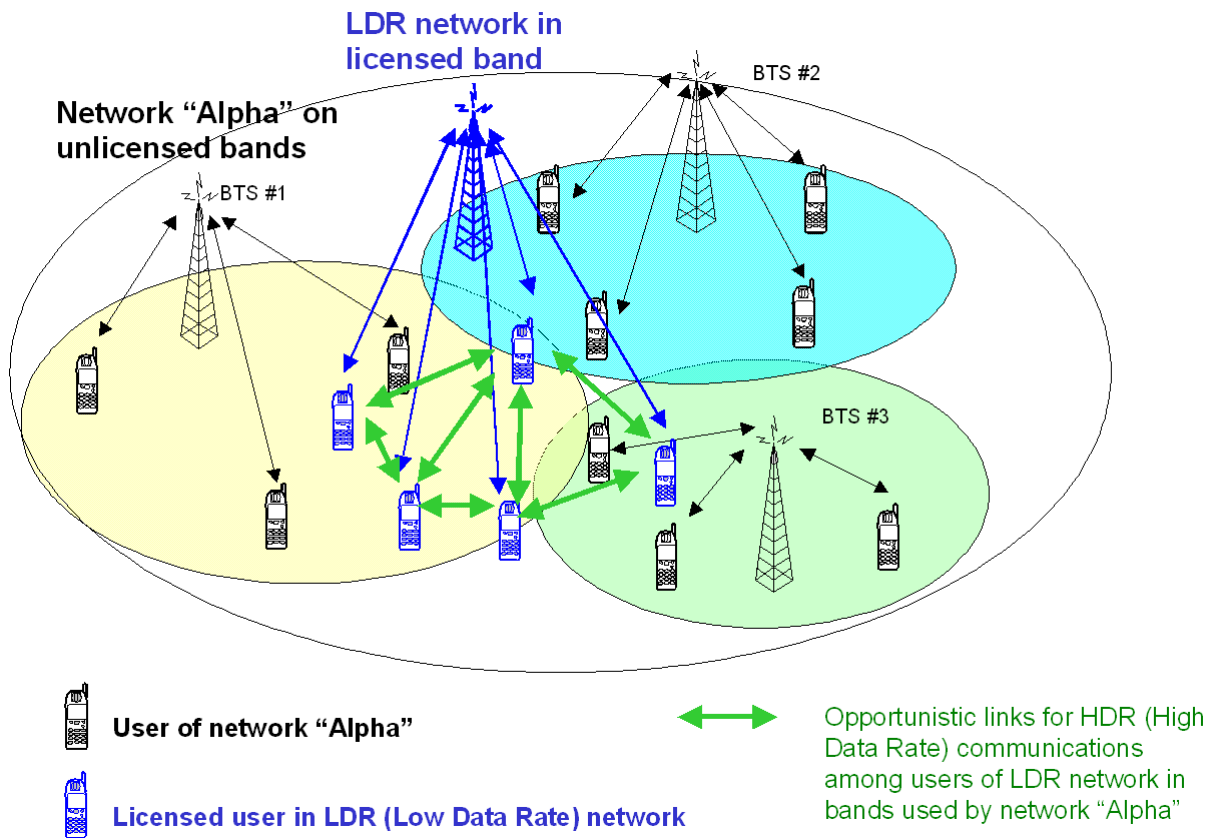 LDR network in
licensed band
BTS #2
Network “Alpha” on
unlicensed bands
BTS #1
BTS #3
User of network “Alpha”
Licensed user in LDR (Low Data Rate) network
Opportunistic links for HDR (High
Data Rate) communications
among users of LDR network in
bands used by network “Alpha”